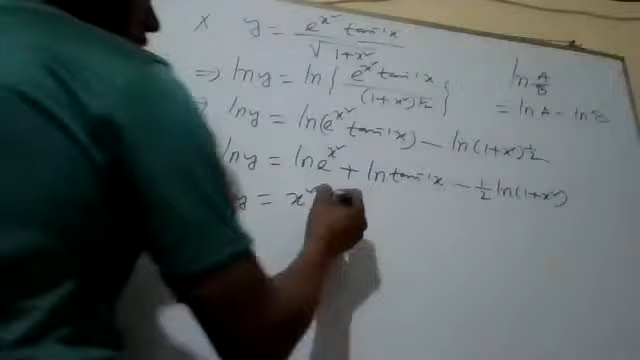 x y = e^{x²} tan⁻¹x / √(1+x²)
⇒ ln y = ln { e^{x²} tan⁻¹x / (1+x²)^{1/2} }
ln A/B
= ln A - ln B
⇒ ln y = ln(e^{x²} tan⁻¹x) - ln(1+x²)^{1/2}
ln y = ln e^{x²} + ln tan⁻¹x - 1/2 ln(1+x²)
y = x²